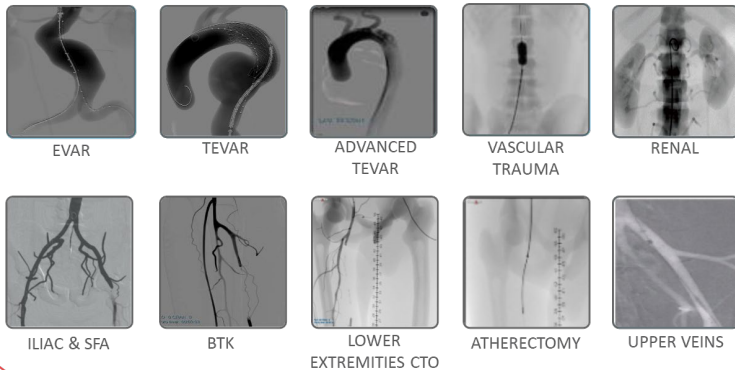 EVAR
TEVAR
ADVANCED
TEVAR
VASCULAR
TRAUMA
RENAL
ILIAC & SFA
BTK
LOWER
EXTREMITIES CTO
ATHERECTOMY
UPPER VEINS